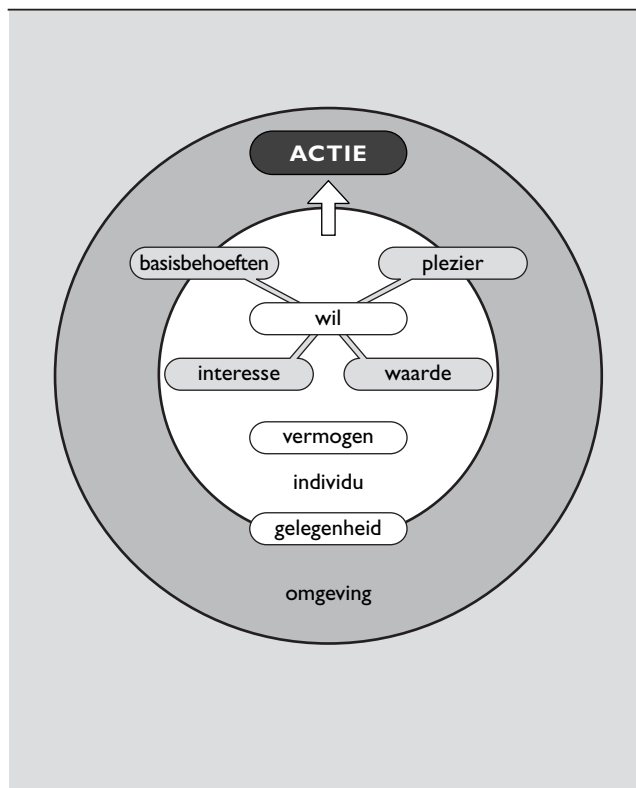 ACTIE
basisbehoeften
plezier
wil
interesse
waarde
vermogen
individu
gelegenheid
omgeving